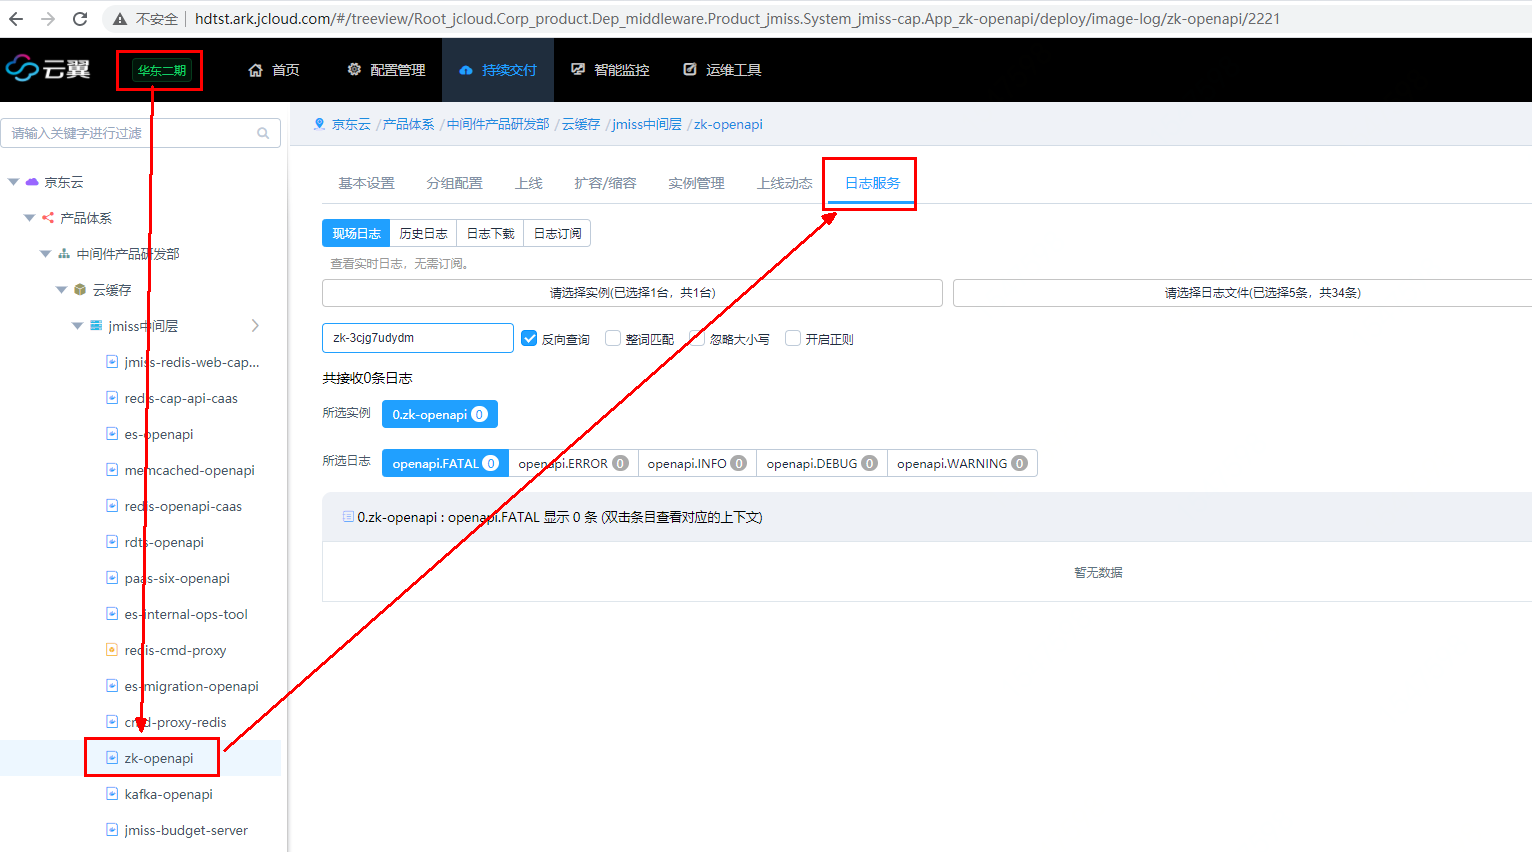 不安全 hdtst.ark.jcloud.com/#/treeview/Root_jcloud.Corp_product.Dep_middleware.Product_jmiss.System_jmiss-cap.App_zk-openapi/deploy/image-log/zk-openapi/2221
云翼 华东二期 首页 配置管理 持续交付 智能监控 运维工具
请输入关键字进行过滤
京东云
产品体系
中间件产品研发部
云缓存
jmiss中间层
jmiss-redis-web-cap...
redis-cap-api-caas
es-openapi
memcached-openapi
redis-openapi-caas
rdts-openapi
paas-six-openapi
es-internal-ops-tool
redis-cmd-proxy
es-migration-openapi
cmd-proxy-redis
zk-openapi
kafka-openapi
jmiss-budget-server
京东云 /产品体系 /中间件产品研发部 /云缓存 /jmiss中间层 /zk-openapi
基本设置 分组配置 上线 扩容/缩容 实例管理 上线动态 日志服务
现场日志 历史日志 日志下载 日志订阅
查看实时日志，无需订阅。
请选择实例(已选择1台，共1台) 请选择日志文件(已选择5条，共34条)
zk-3cjg7udydm 反向查询 整词匹配 忽略大小写 开启正则
共接收0条日志
所选实例 0.zk-openapi 0
所选日志 openapi.FATAL 0 openapi.ERROR 0 openapi.INFO 0 openapi.DEBUG 0 openapi.WARNING 0
0.zk-openapi : openapi.FATAL 显示 0 条 (双击条目查看对应的上下文)
暂无数据